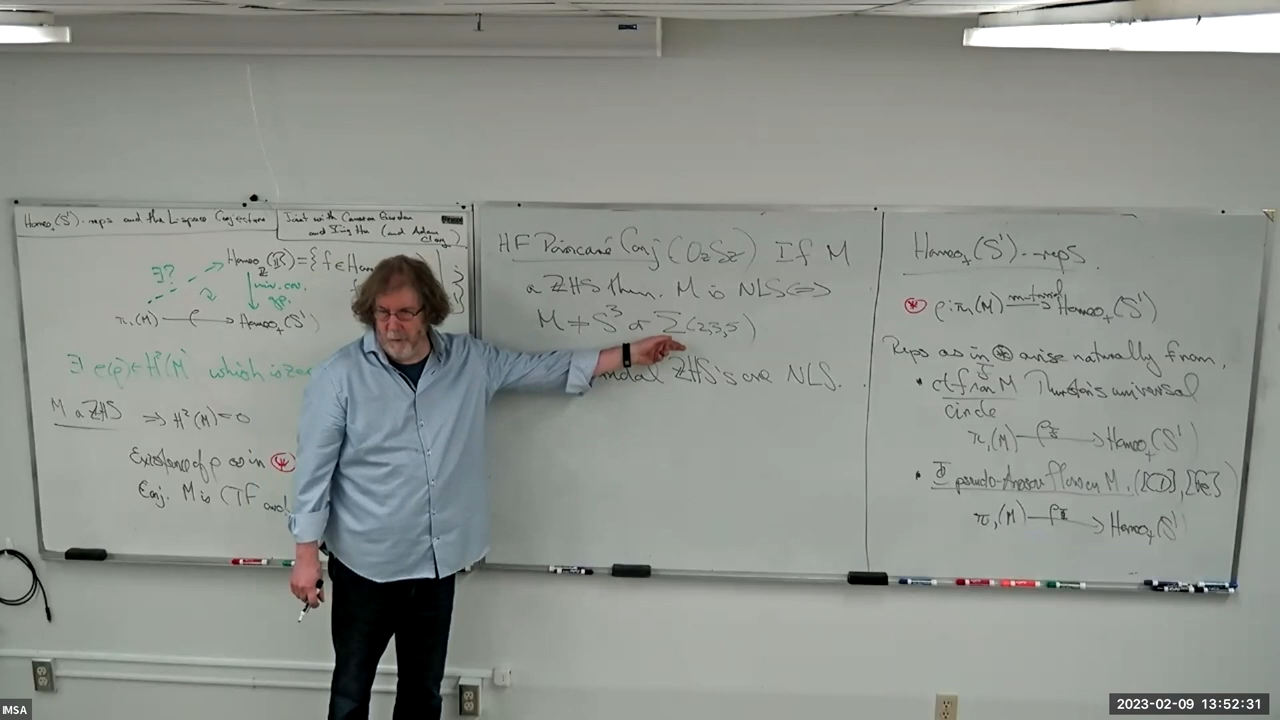 Homeo₊(S¹)-reps and the L-space Conjecture
Joint with Cameron Gordon
and Ying Hu (and Adam
Clay)
∃?
Homeo_ℤ(ℝ) = {f ∈ Hom
univ. cov.
gp.
π₁(M) —ρ→ Homeo₊(S¹)
∃ e(ρ) ∈ H²(M which is zero
M a ZHS ⇒ H²(M) = 0
Existence of ρ as in
Conj. M is CTF and
HF Poincaré Conj (OzSz) If M
a ZHS then. M is NLS ⇔
M ≠ S³ or Σ(2,3,5)
ZHS's are NLS.
Homeo₊(S¹)-reps.
ρ: π₁(M) → Homeo₊(S¹)
Reps as in arise naturally from,
• ct f on M Thurston's universal
circle
π₁(M) → Homeo₊(S¹)
• Φ pseudo-Anosov flow on M.
π₁(M) → Homeo₊(S¹)
IMSA
2023-02-09 13:52:31